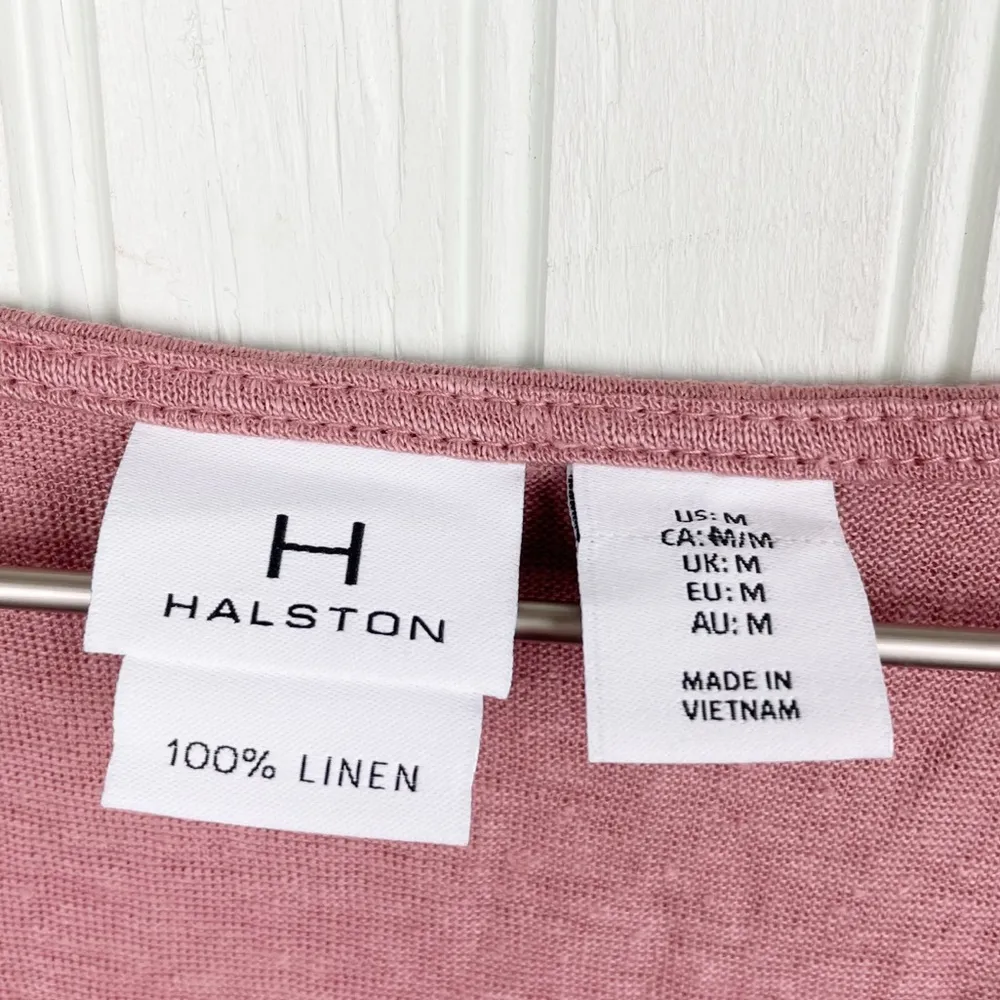 H
HALSTON
100% LINEN
US: M
CA: M/M
UK: M
EU: M
AU: M
MADE IN
VIETNAM